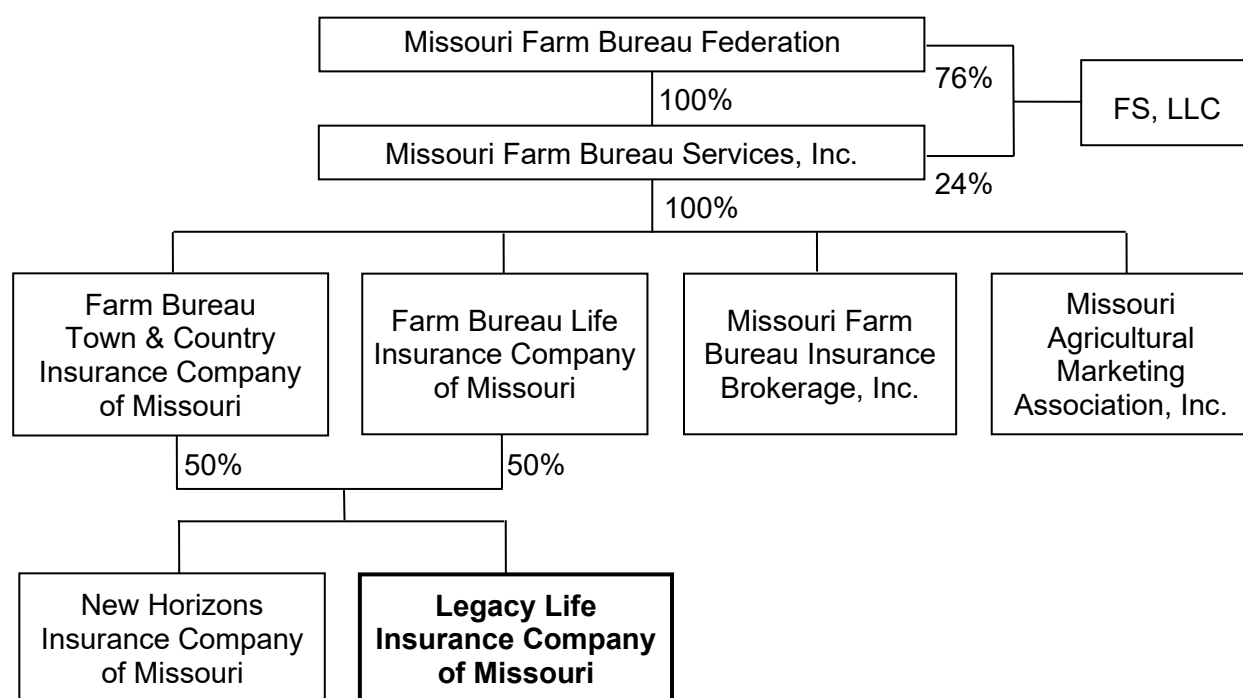 Missouri Farm Bureau Federation
76%
100%
FS, LLC
Missouri Farm Bureau Services, Inc.
24%
100%
Farm Bureau
Town & Country
Insurance Company
of Missouri
Farm Bureau Life
Insurance Company
of Missouri
Missouri Farm
Bureau Insurance
Brokerage, Inc.
Missouri
Agricultural
Marketing
Association, Inc.
50%
50%
New Horizons
Insurance Company
of Missouri
Legacy Life
Insurance Company
of Missouri